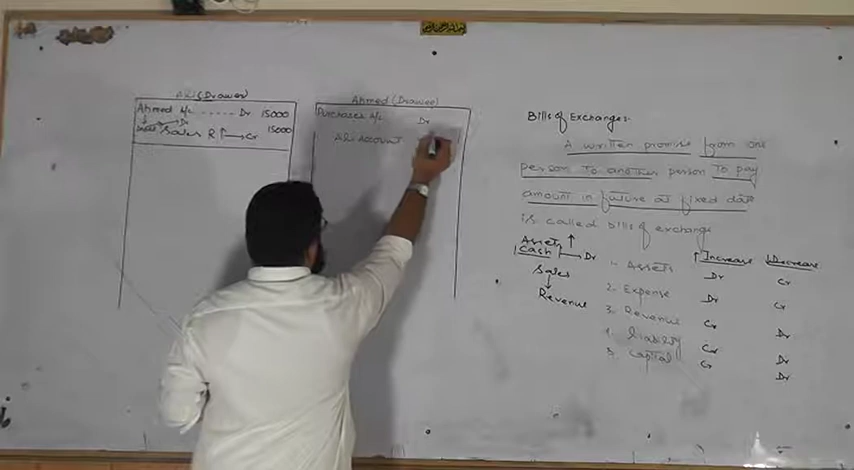 Ali (Drawer)
Ahmed A/c ..... Dr 15000
Sales R ↑→ Cr 15000
Ahmed (Drawee)
Purchases A/c Dr
Ali Account
Bills of Exchange:
A written promise from one
person to another person to pay
amount in future at fixed date
is called bills of exchange
Assets ↑
Cash → Dr
Sales
↓
Revenue
↑ Increase ↓ Decrease
1. Assets Dr Cr
2. Expense Dr Cr
3. Revenue Cr Dr
4. liability Cr Dr
5. Capital Cr Dr